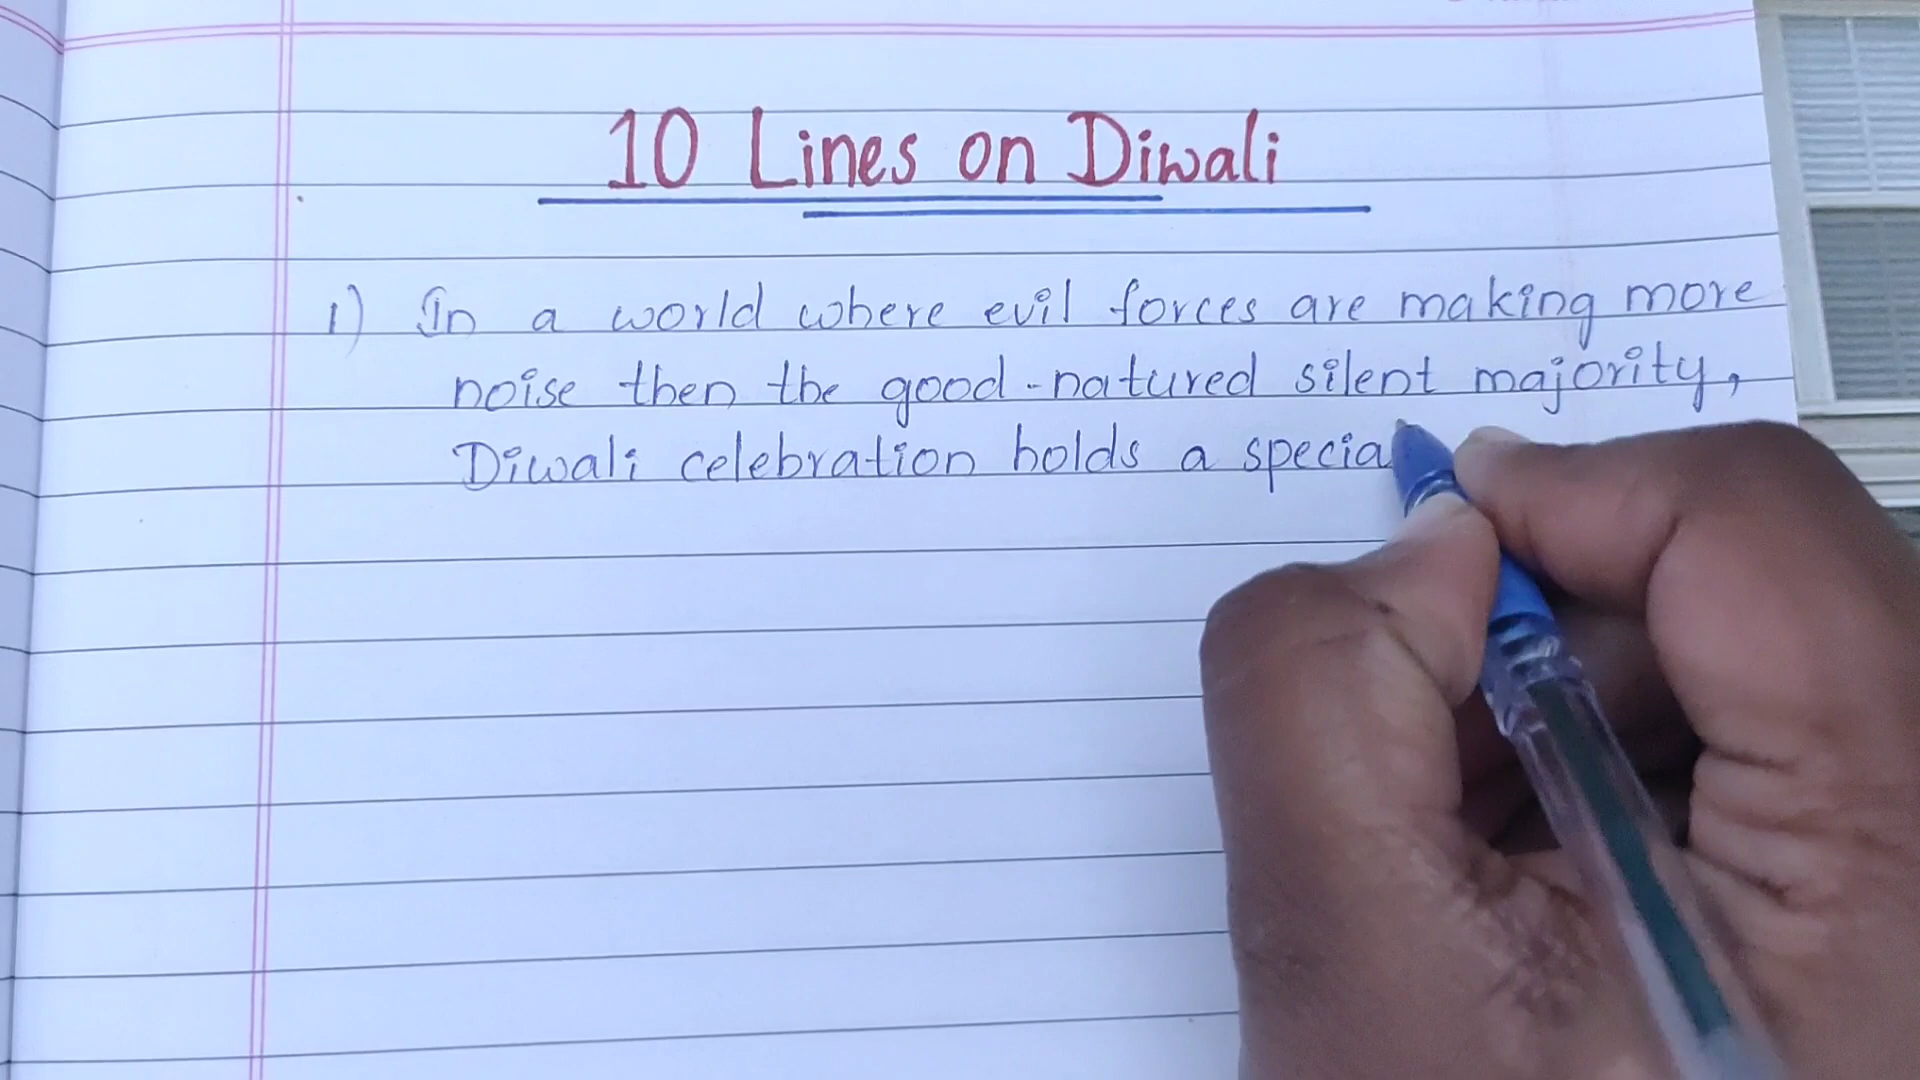 10 Lines on Diwali
1) In a world where evil forces are making more
noise then the good-natured silent majority,
Diwali celebration holds a specia